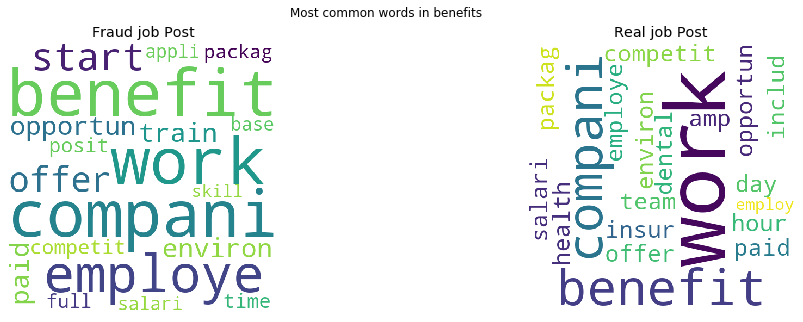 Most common words in benefits
Fraud job Post
start appli packag
benefit
opportun train base
posit work
offer skill
compani
paid competit environ
employe
full salari time
Real job Post
packag compani employe competit work amp opportun includ
environ dental
salari health team day
employ
insur hour
offer paid
benefit